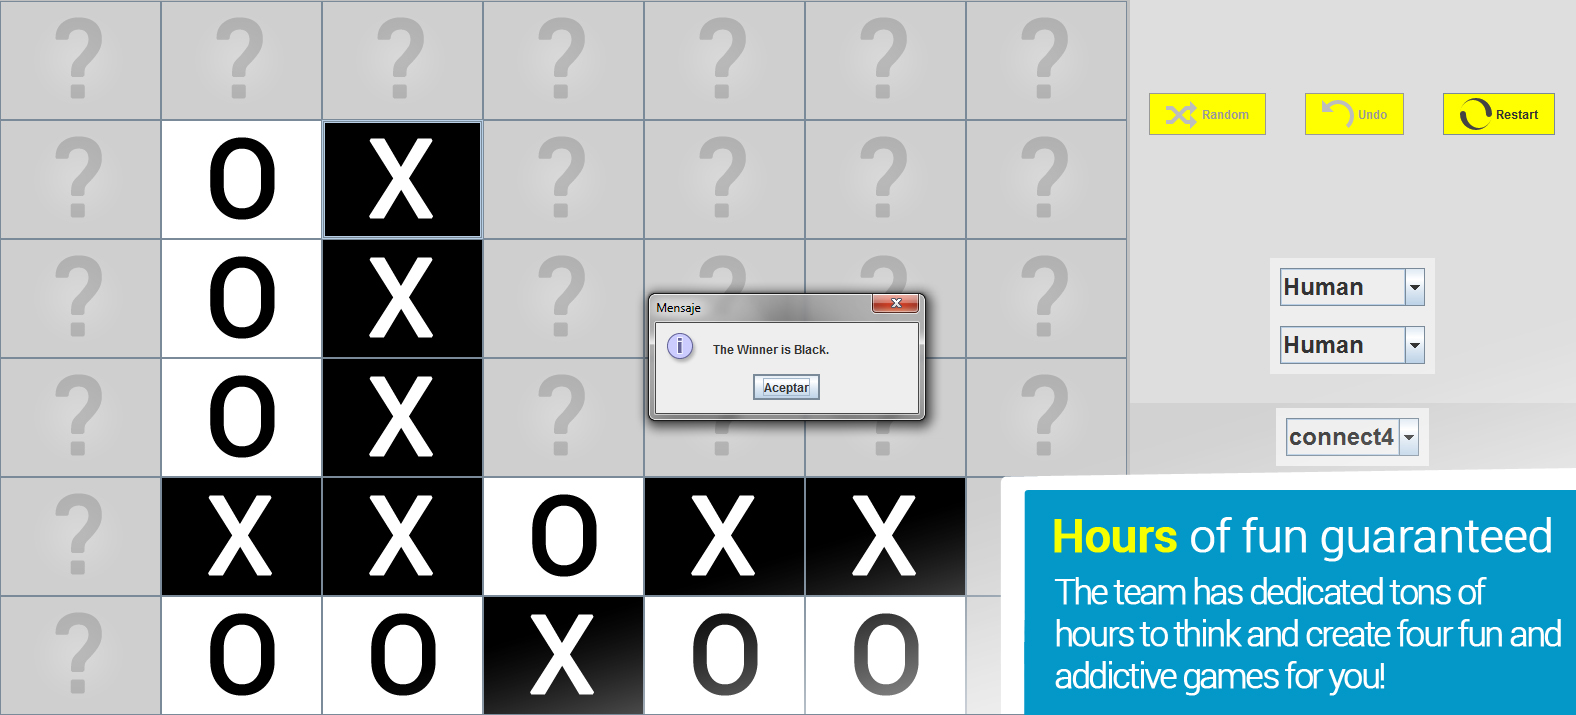 ? ? ? ? ? ? ?
? O X ? ? ? ?
? O X ? ? ? ?
? O X ? ? ? ?
? X X O X X
? O O X O O
Random Undo Restart
Human
Human
connect4
Mensaje
The Winner is Black.
Aceptar
Hours of fun guaranteed
The team has dedicated tons of
hours to think and create four fun and
addictive games for you!